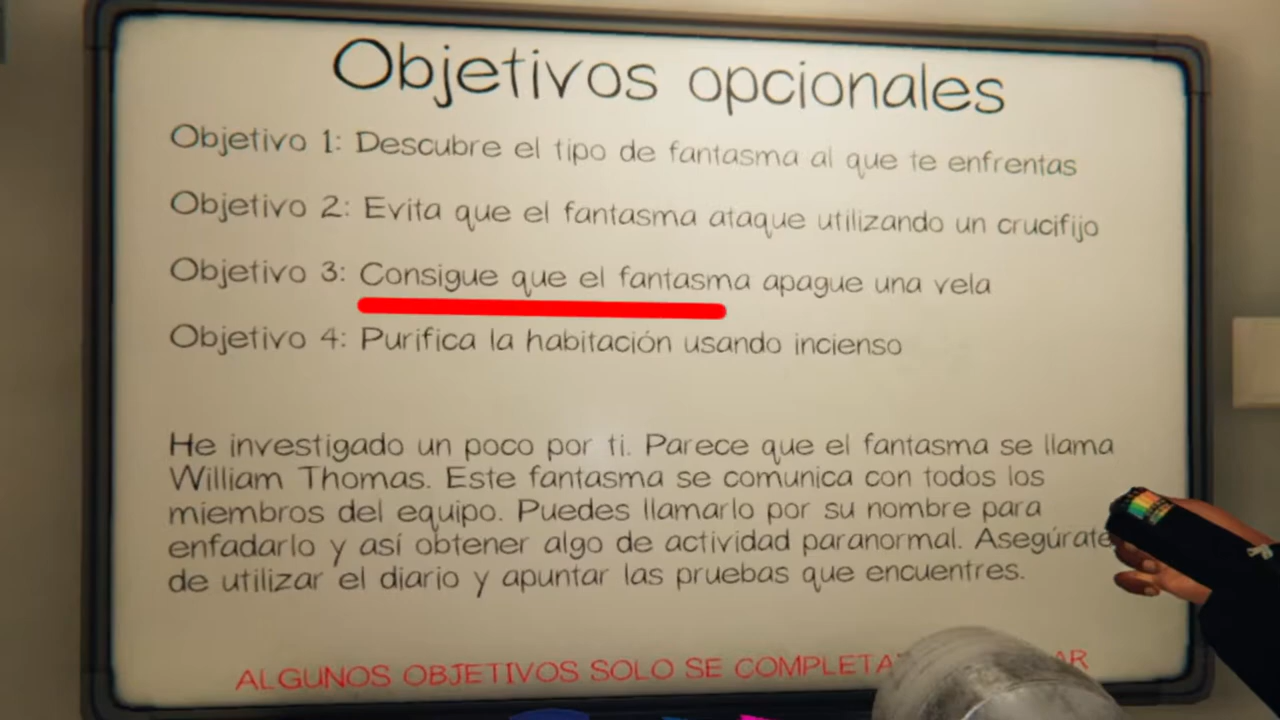 Objetivos opcionales
Objetivo 1: Descubre el tipo de fantasma al que te enfrentas
Objetivo 2: Evita que el fantasma ataque utilizando un crucifijo
Objetivo 3: Consigue que el fantasma apague una vela
Objetivo 4: Purifica la habitación usando incienso
He investigado un poco por ti. Parece que el fantasma se llama
William Thomas. Este fantasma se comunica con todos los
miembros del equipo. Puedes llamarlo por su nombre para
enfadarlo y así obtener algo de actividad paranormal. Asegúrate
de utilizar el diario y apuntar las pruebas que encuentres.
ALGUNOS OBJETIVOS SOLO SE